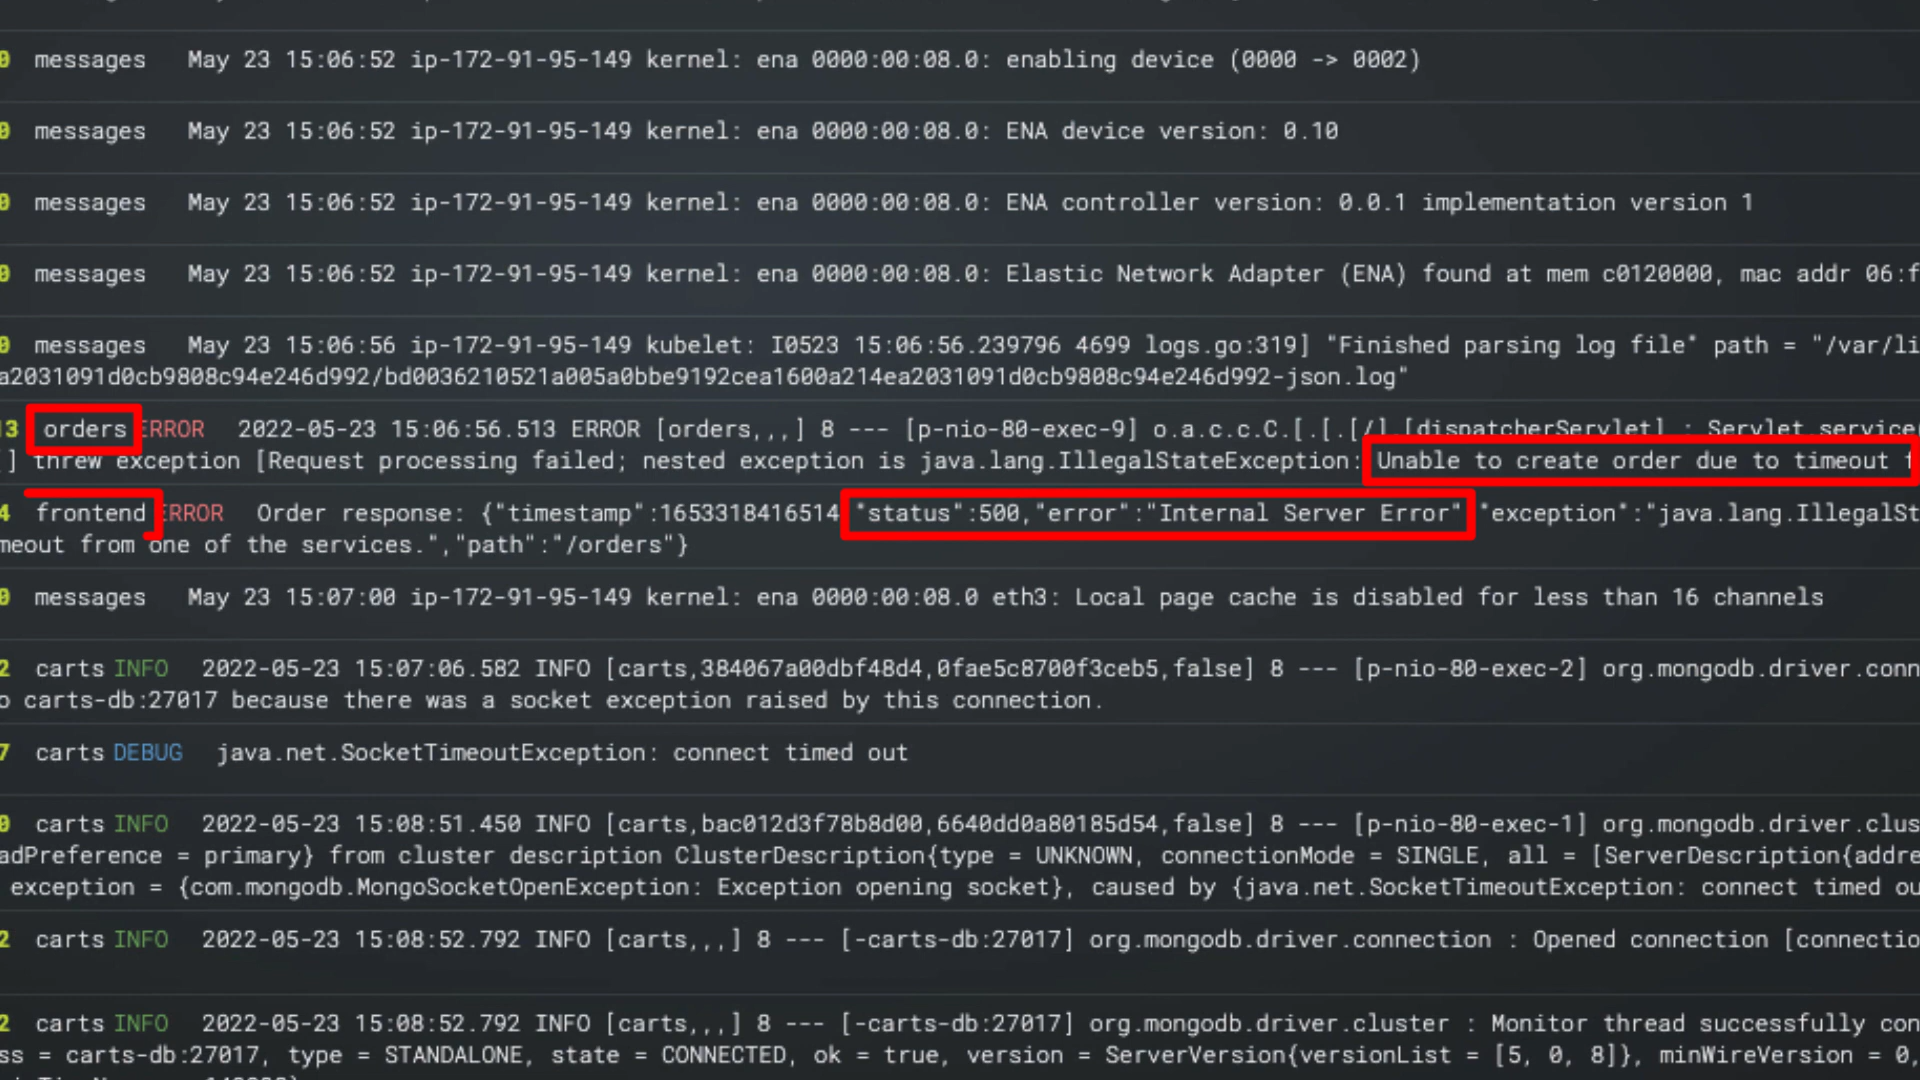 0 messages May 23 15:06:52 ip-172-91-95-149 kernel: ena 0000:00:08.0: enabling device (0000 -> 0002)
0 messages May 23 15:06:52 ip-172-91-95-149 kernel: ena 0000:00:08.0: ENA device version: 0.10
0 messages May 23 15:06:52 ip-172-91-95-149 kernel: ena 0000:00:08.0: ENA controller version: 0.0.1 implementation version 1
0 messages May 23 15:06:52 ip-172-91-95-149 kernel: ena 0000:00:08.0: Elastic Network Adapter (ENA) found at mem c0120000, mac addr 06:f
0 messages May 23 15:06:56 ip-172-91-95-149 kubelet: I0523 15:06:56.239796 4699 logs.go:319] "Finished parsing log file" path = "/var/li
a2031091d0cb9808c94e246d992/bd0036210521a005a0bbe9192cea1600a214ea2031091d0cb9808c94e246d992-json.log"
13 orders ERROR 2022-05-23 15:06:56.513 ERROR [orders,,,] 8 --- [p-nio-80-exec-9] o.a.c.c.C.[.[.[/].[dispatcherServlet] : Servlet.service
[] threw exception [Request processing failed; nested exception is java.lang.IllegalStateException: Unable to create order due to timeout f
4 frontend ERROR Order response: {"timestamp":1653318416514 "status":500,"error":"Internal Server Error" "exception":"java.lang.IllegalSt
meout from one of the services.","path":"/orders"}
0 messages May 23 15:07:00 ip-172-91-95-149 kernel: ena 0000:00:08.0 eth3: Local page cache is disabled for less than 16 channels
2 carts INFO 2022-05-23 15:07:06.582 INFO [carts,384067a00dbf48d4,0fae5c8700f3ceb5,false] 8 --- [p-nio-80-exec-2] org.mongodb.driver.conn
o carts-db:27017 because there was a socket exception raised by this connection.
7 carts DEBUG java.net.SocketTimeoutException: connect timed out
0 carts INFO 2022-05-23 15:08:51.450 INFO [carts,bac012d3f78b8d00,6640dd0a80185d54,false] 8 --- [p-nio-80-exec-1] org.mongodb.driver.clus
adPreference = primary} from cluster description ClusterDescription{type = UNKNOWN, connectionMode = SINGLE, all = [ServerDescription{addre
exception = {com.mongodb.MongoSocketOpenException: Exception opening socket}, caused by {java.net.SocketTimeoutException: connect timed ou
2 carts INFO 2022-05-23 15:08:52.792 INFO [carts,,,] 8 --- [-carts-db:27017] org.mongodb.driver.connection : Opened connection [connectio
2 carts INFO 2022-05-23 15:08:52.792 INFO [carts,,,] 8 --- [-carts-db:27017] org.mongodb.driver.cluster : Monitor thread successfully con
ss = carts-db:27017, type = STANDALONE, state = CONNECTED, ok = true, version = ServerVersion{versionList = [5, 0, 8]}, minWireVersion = 0,